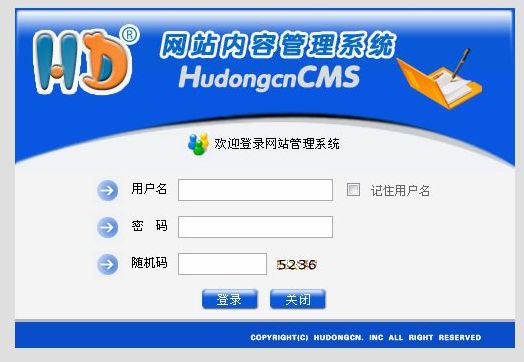 HD®
网站内容管理系统
HudongcnCMS
欢迎登录网站管理系统
用户名 记住用户名
密 码
随机码 5236
登录 关闭
COPYRIGHT(C) HUDONGCN. INC ALL RIGHT RESERVED